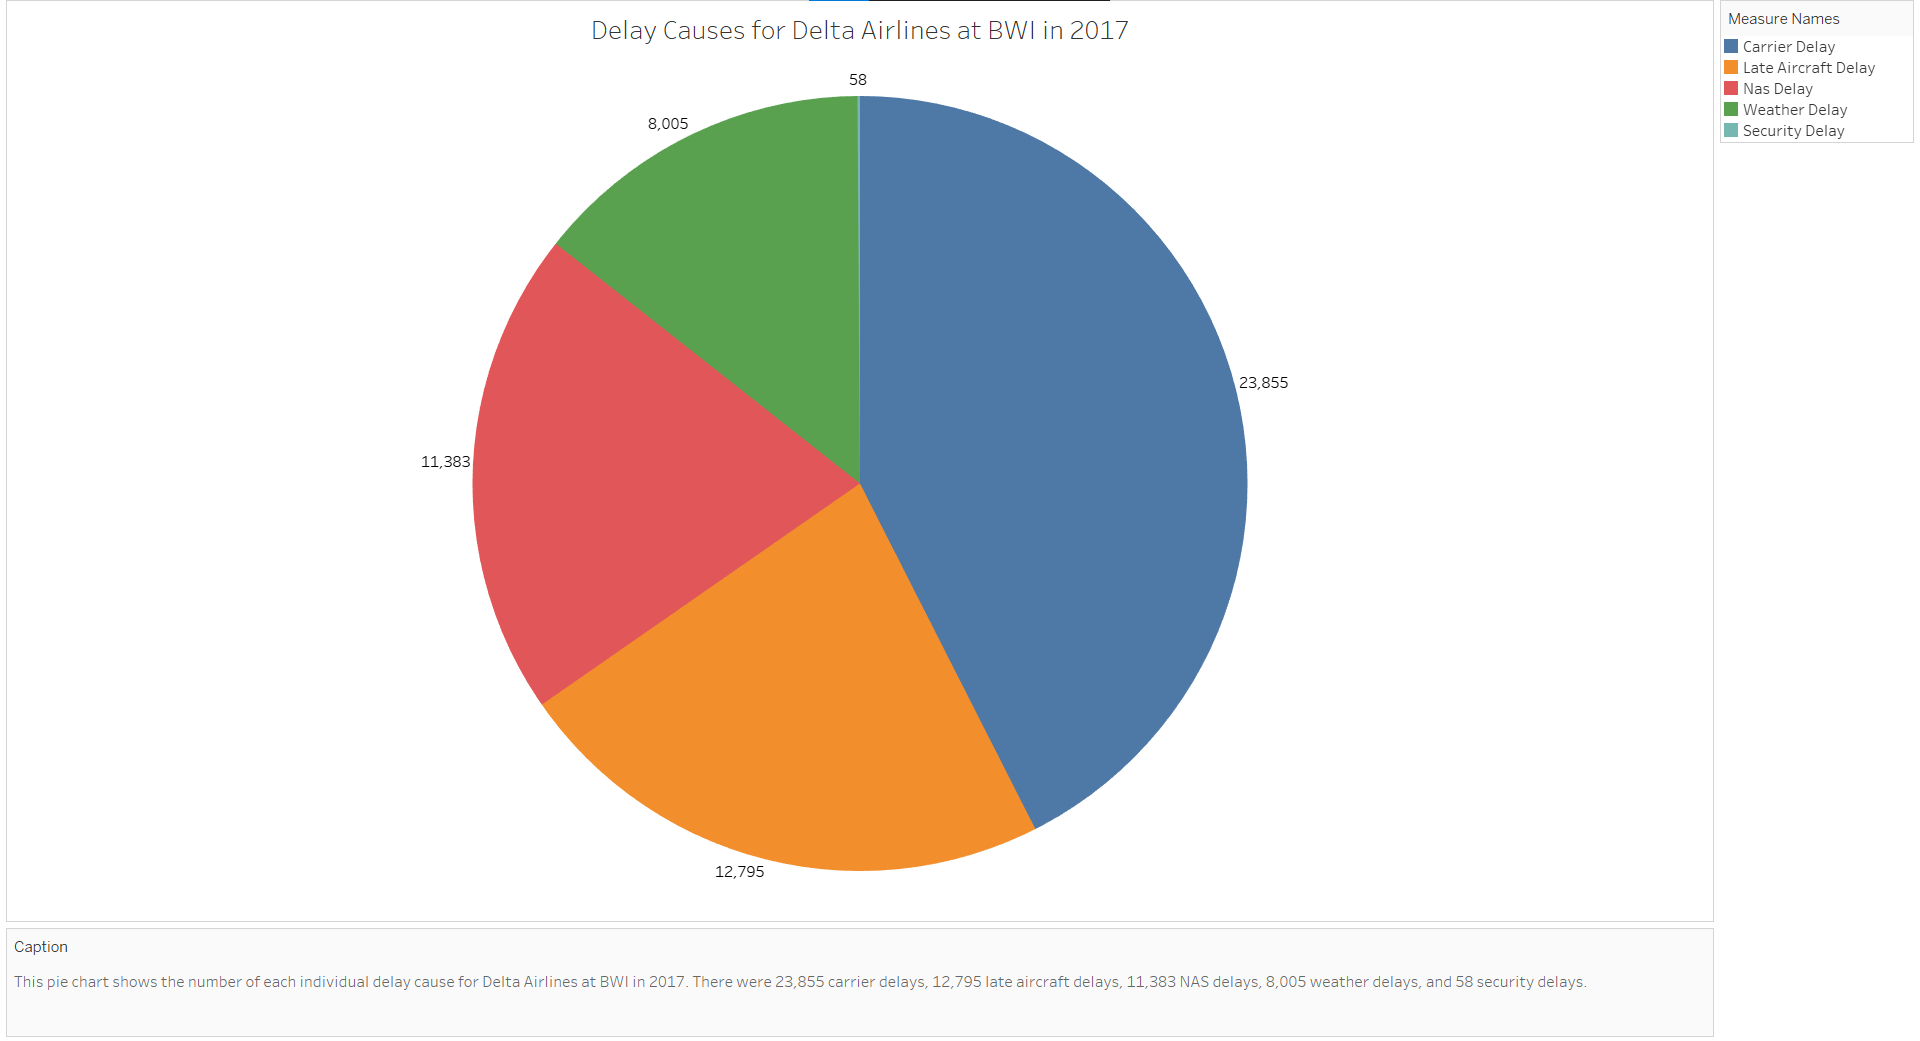 Delay Causes for Delta Airlines at BWI in 2017
58
8,005
23,855
11,383
12,795
Measure Names
Carrier Delay
Late Aircraft Delay
Nas Delay
Weather Delay
Security Delay
Caption
This pie chart shows the number of each individual delay cause for Delta Airlines at BWI in 2017. There were 23,855 carrier delays, 12,795 late aircraft delays, 11,383 NAS delays, 8,005 weather delays, and 58 security delays.